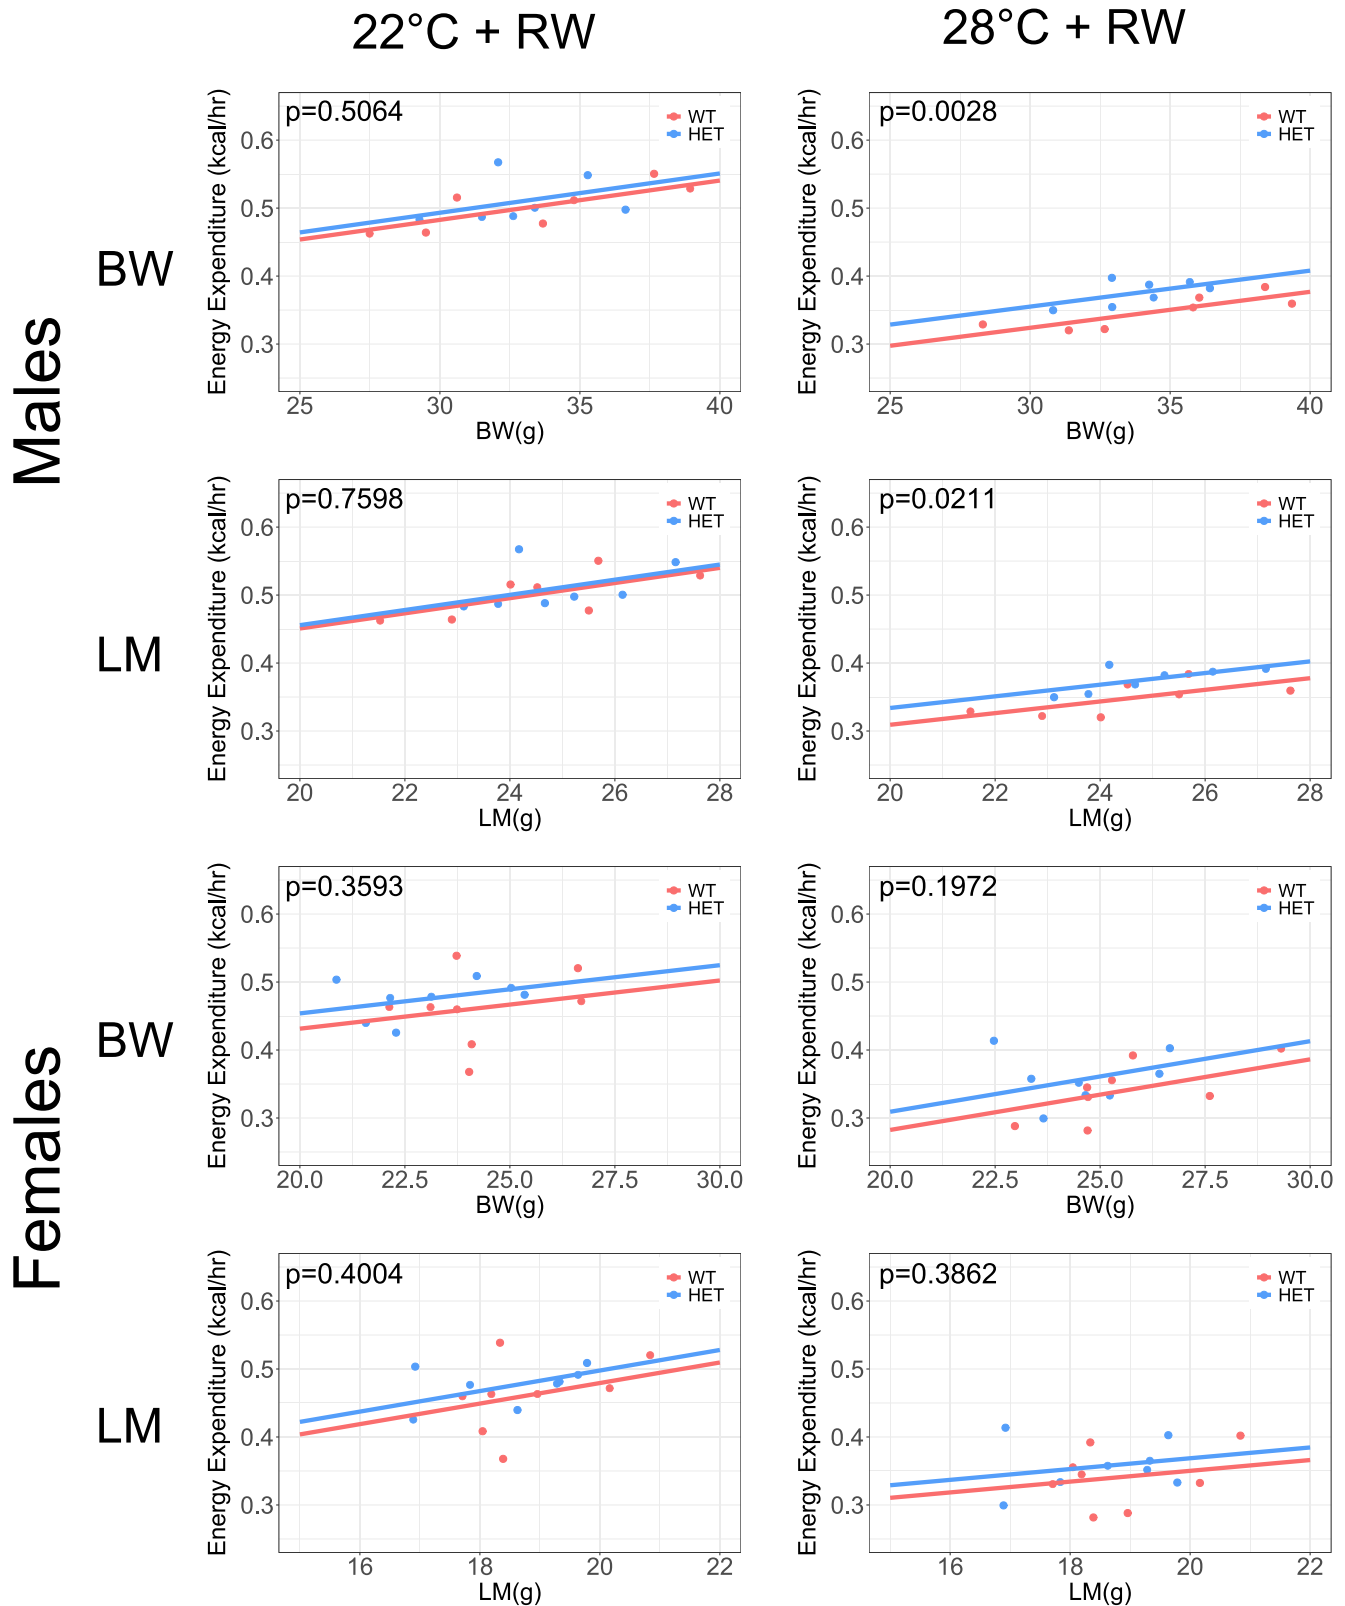 22°C + RW
28°C + RW
Males
BW
p=0.5064
WT
HET
Energy Expenditure (kcal/hr)
0.6
0.5
0.4
0.3
25 30 35 40
BW(g)
p=0.0028
WT
HET
Energy Expenditure (kcal/hr)
0.6
0.5
0.4
0.3
25 30 35 40
BW(g)
LM
p=0.7598
WT
HET
Energy Expenditure (kcal/hr)
0.6
0.5
0.4
0.3
20 22 24 26 28
LM(g)
p=0.0211
WT
HET
Energy Expenditure (kcal/hr)
0.6
0.5
0.4
0.3
20 22 24 26 28
LM(g)
Females
BW
p=0.3593
WT
HET
Energy Expenditure (kcal/hr)
0.6
0.5
0.4
0.3
20.0 22.5 25.0 27.5 30.0
BW(g)
p=0.1972
WT
HET
Energy Expenditure (kcal/hr)
0.6
0.5
0.4
0.3
20.0 22.5 25.0 27.5 30.0
BW(g)
LM
p=0.4004
WT
HET
Energy Expenditure (kcal/hr)
0.6
0.5
0.4
0.3
16 18 20 22
LM(g)
p=0.3862
WT
HET
Energy Expenditure (kcal/hr)
0.6
0.5
0.4
0.3
16 18 20 22
LM(g)